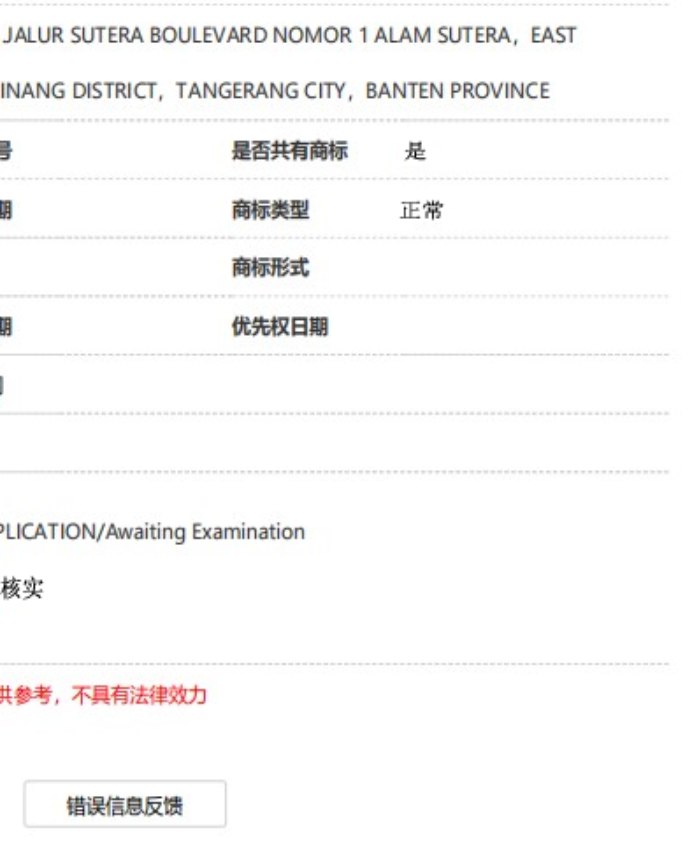 JALUR SUTERA BOULEVARD NOMOR 1 ALAM SUTERA，EAST
INANG DISTRICT，TANGERANG CITY，BANTEN PROVINCE
号 是否共有商标 是
期 商标类型 正常
商标形式
期 优先权日期
PLICATION/Awaiting Examination
核实
供参考，不具有法律效力
错误信息反馈